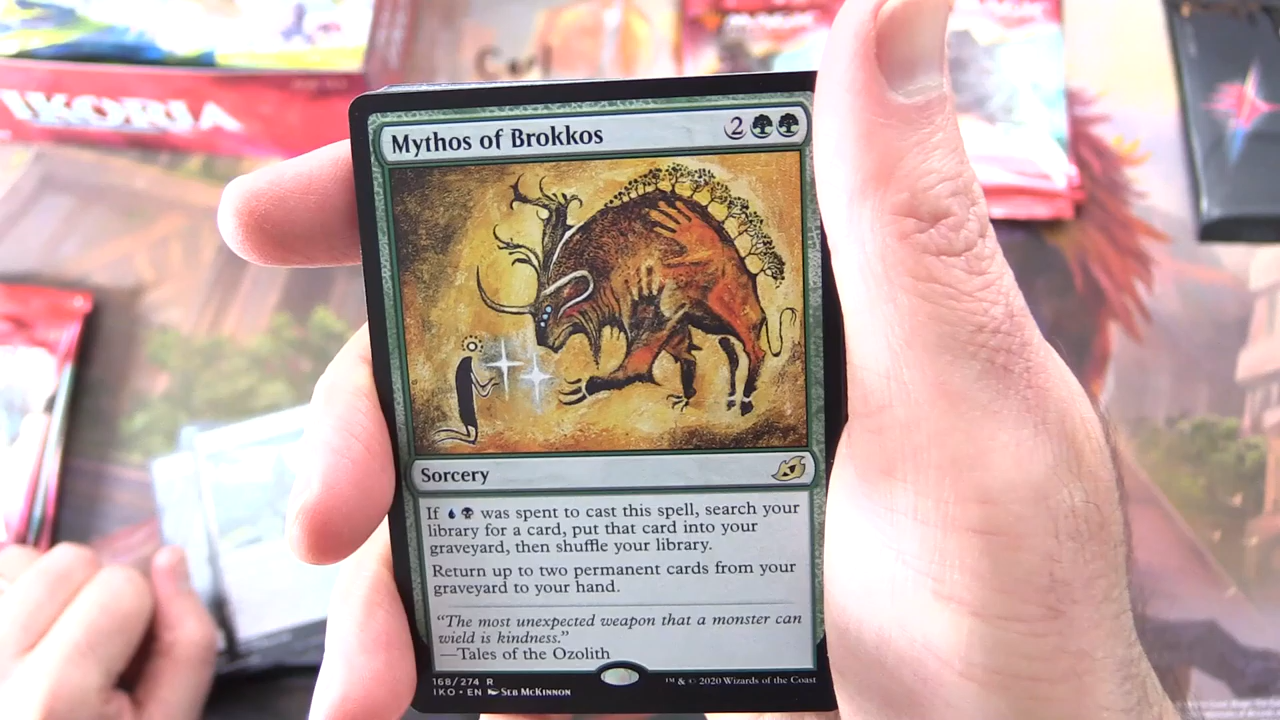 IKORIA
Mythos of Brokkos
2
Sorcery
If was spent to cast this spell, search your
library for a card, put that card into your
graveyard, then shuffle your library.
Return up to two permanent cards from your
graveyard to your hand.
“The most unexpected weapon that a monster can
wield is kindness.”
—Tales of the Ozolith
168/274 R
IKO • EN Seb McKinnon
™ & © 2020 Wizards of the Coast